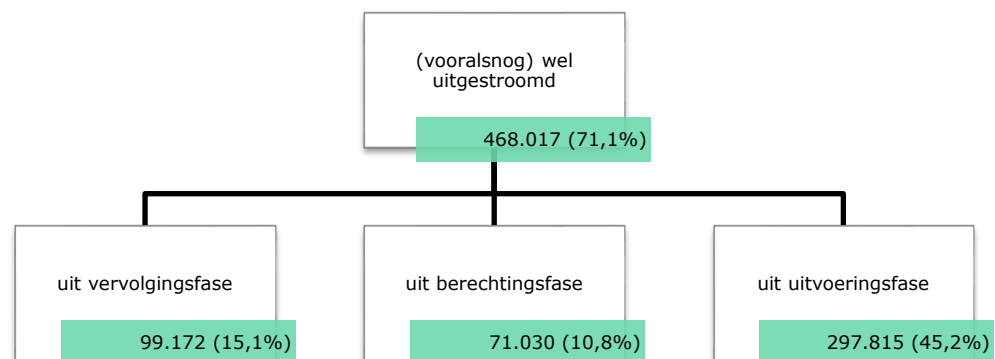 (vooralsnog) wel
uitgestroomd
468.017 (71,1%)
uit vervolgingsfase
99.172 (15,1%)
uit berechtingsfase
71.030 (10,8%)
uit uitvoeringsfase
297.815 (45,2%)